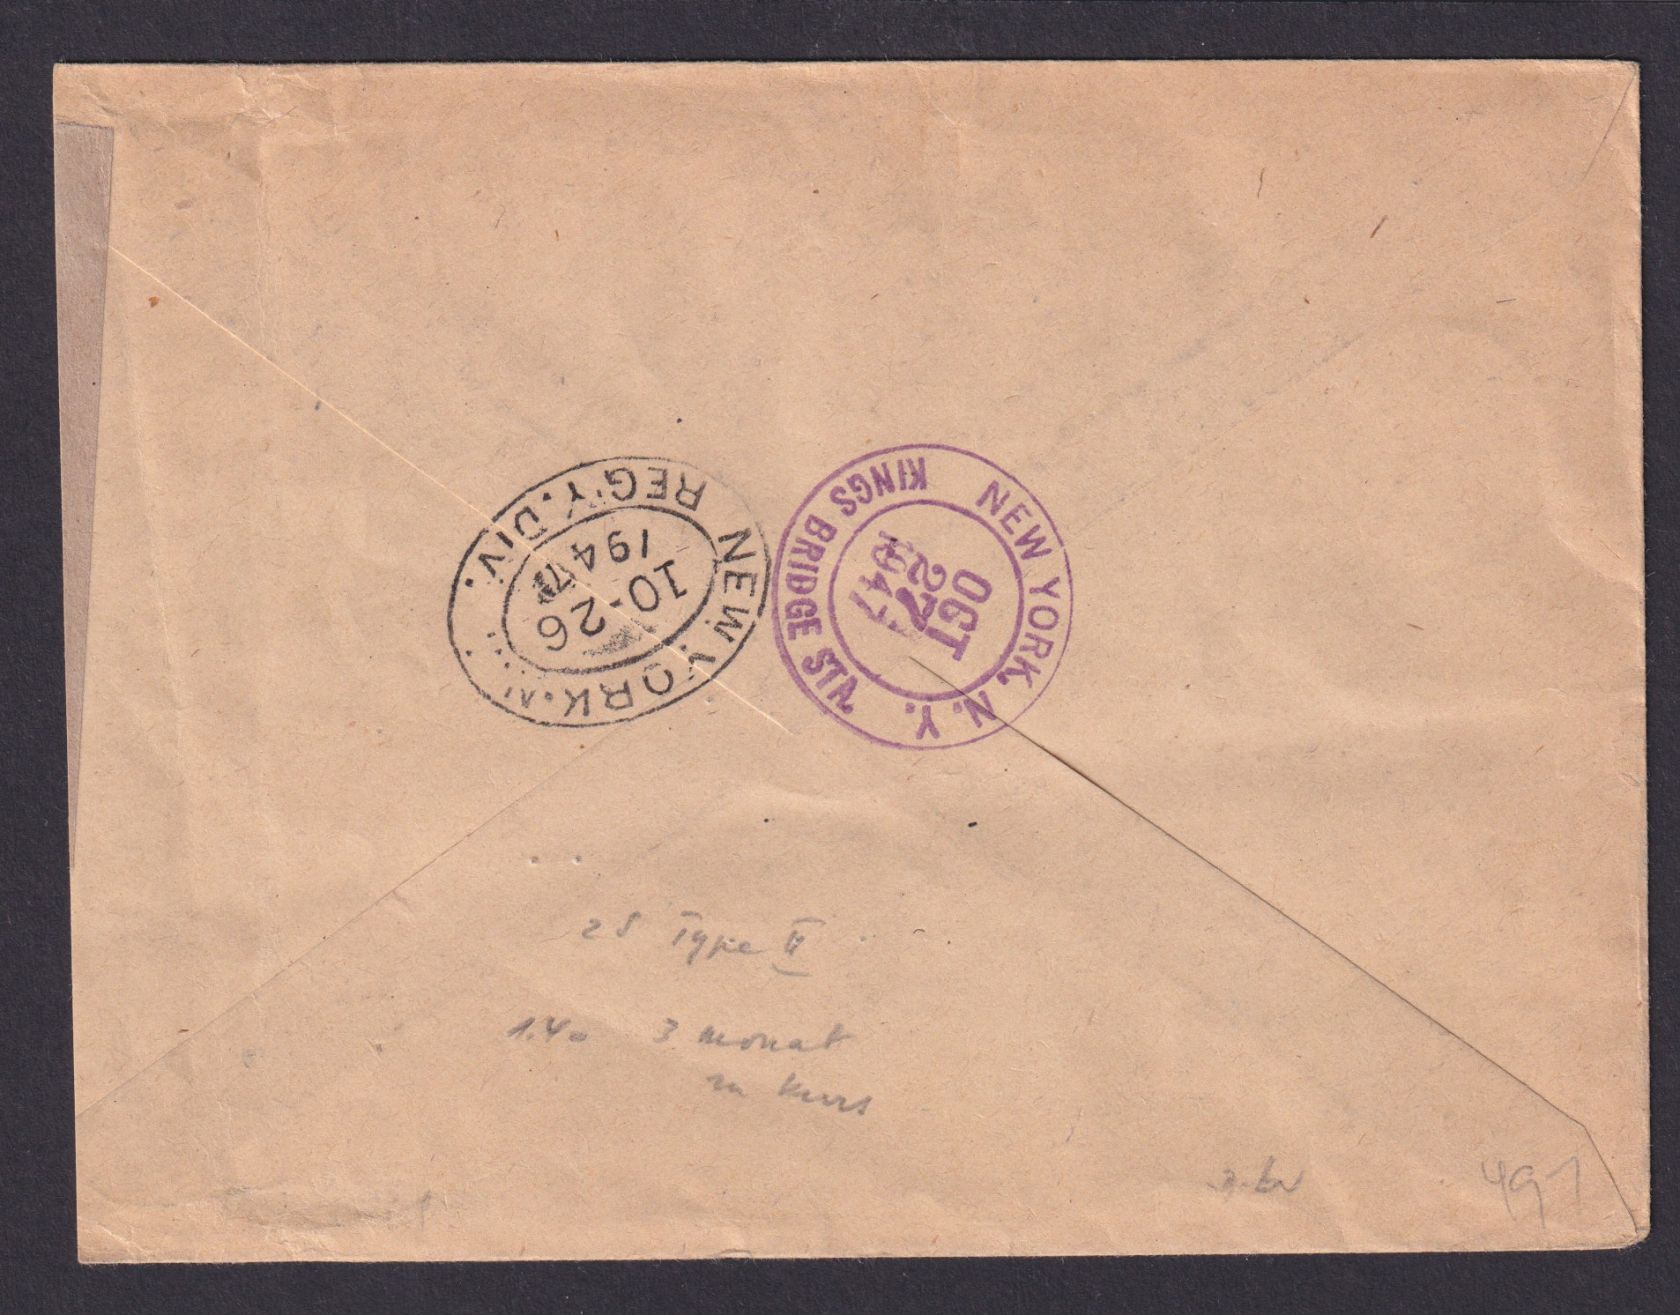 NEW YORK. N.
REG'Y. DIV.
10-26
1947
NEW YORK, N. Y.
KINGS BRIDGE STA.
OCT
27
1947
2 S Type II
1.40 3 Monat
in Kurs
497